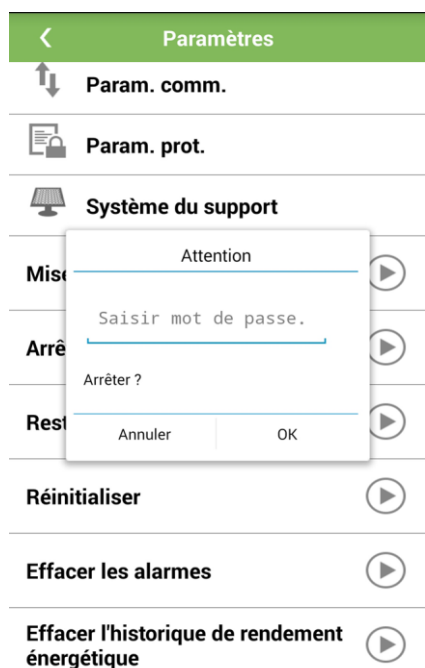 Paramètres
Param. comm.
Param. prot.
Système du support
Attention
Mise
Saisir mot de passe.
Arrê
Arrêter ?
Rest
Annuler OK
Réinitialiser
Effacer les alarmes
Effacer l'historique de rendement
énergétique